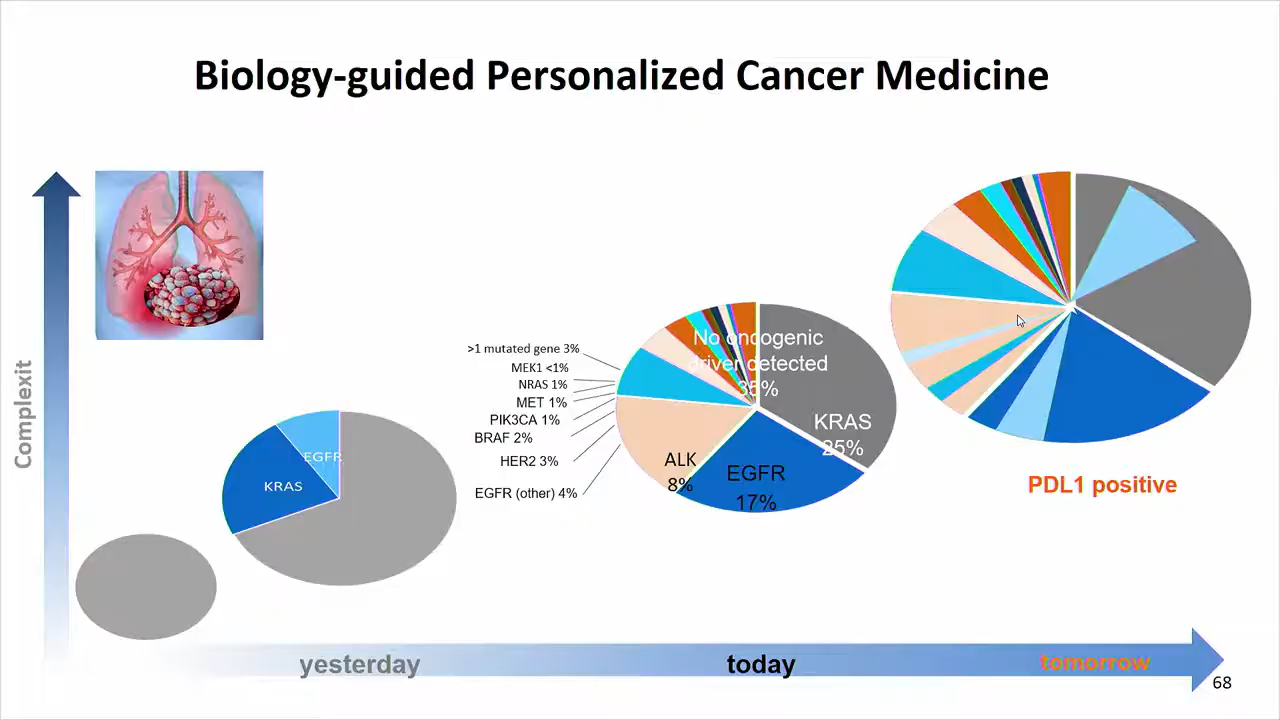 Biology-guided Personalized Cancer Medicine
Complexit
EGFR
KRAS
>1 mutated gene 3%
MEK1 <1%
NRAS 1%
MET 1%
PIK3CA 1%
BRAF 2%
HER2 3%
EGFR (other) 4%
No oncogenic
driver detected
35%
KRAS
25%
ALK
8%
EGFR
17%
PDL1 positive
yesterday
today
tomorrow
68